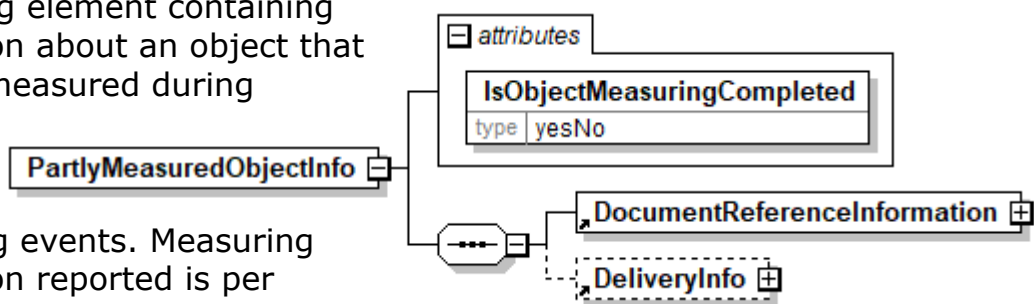 g element containing
on about an object that
measured during
g events. Measuring
on reported is per
attributes
IsObjectMeasuringCompleted
type yesNo
PartlyMeasuredObjectInfo
DocumentReferenceInformation
DeliveryInfo